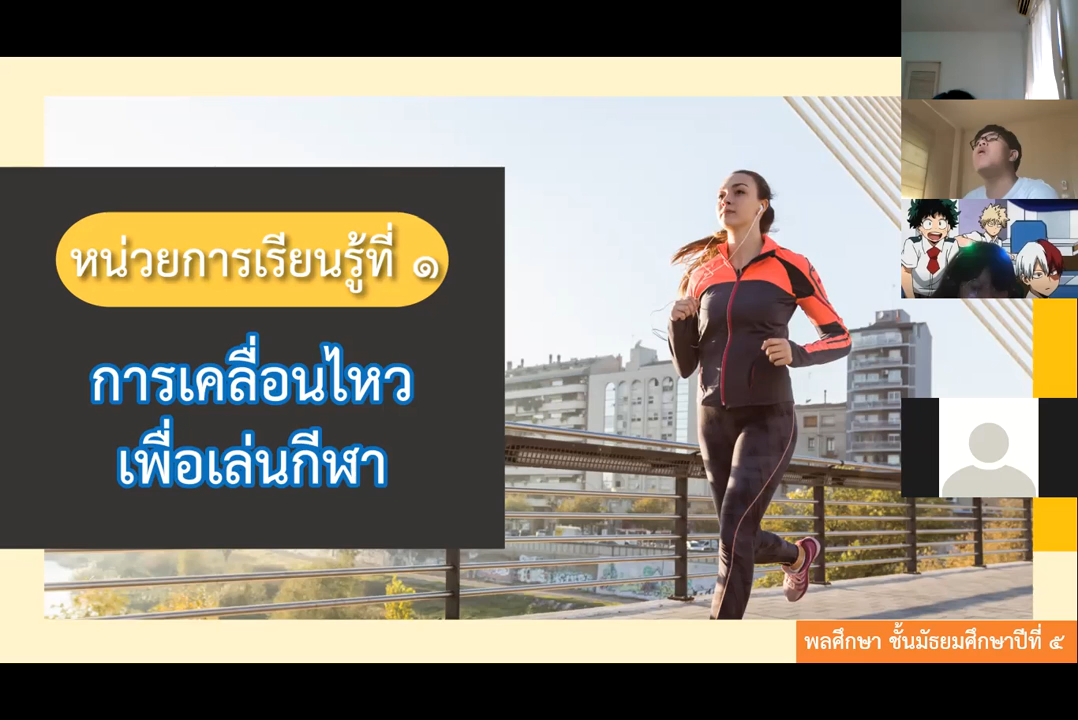 หน่วยการเรียนรู้ที่ ๑
การเคลื่อนไหว
เพื่อเล่นกีฬา
พลศึกษา ชั้นมัธยมศึกษาปีที่ ๕